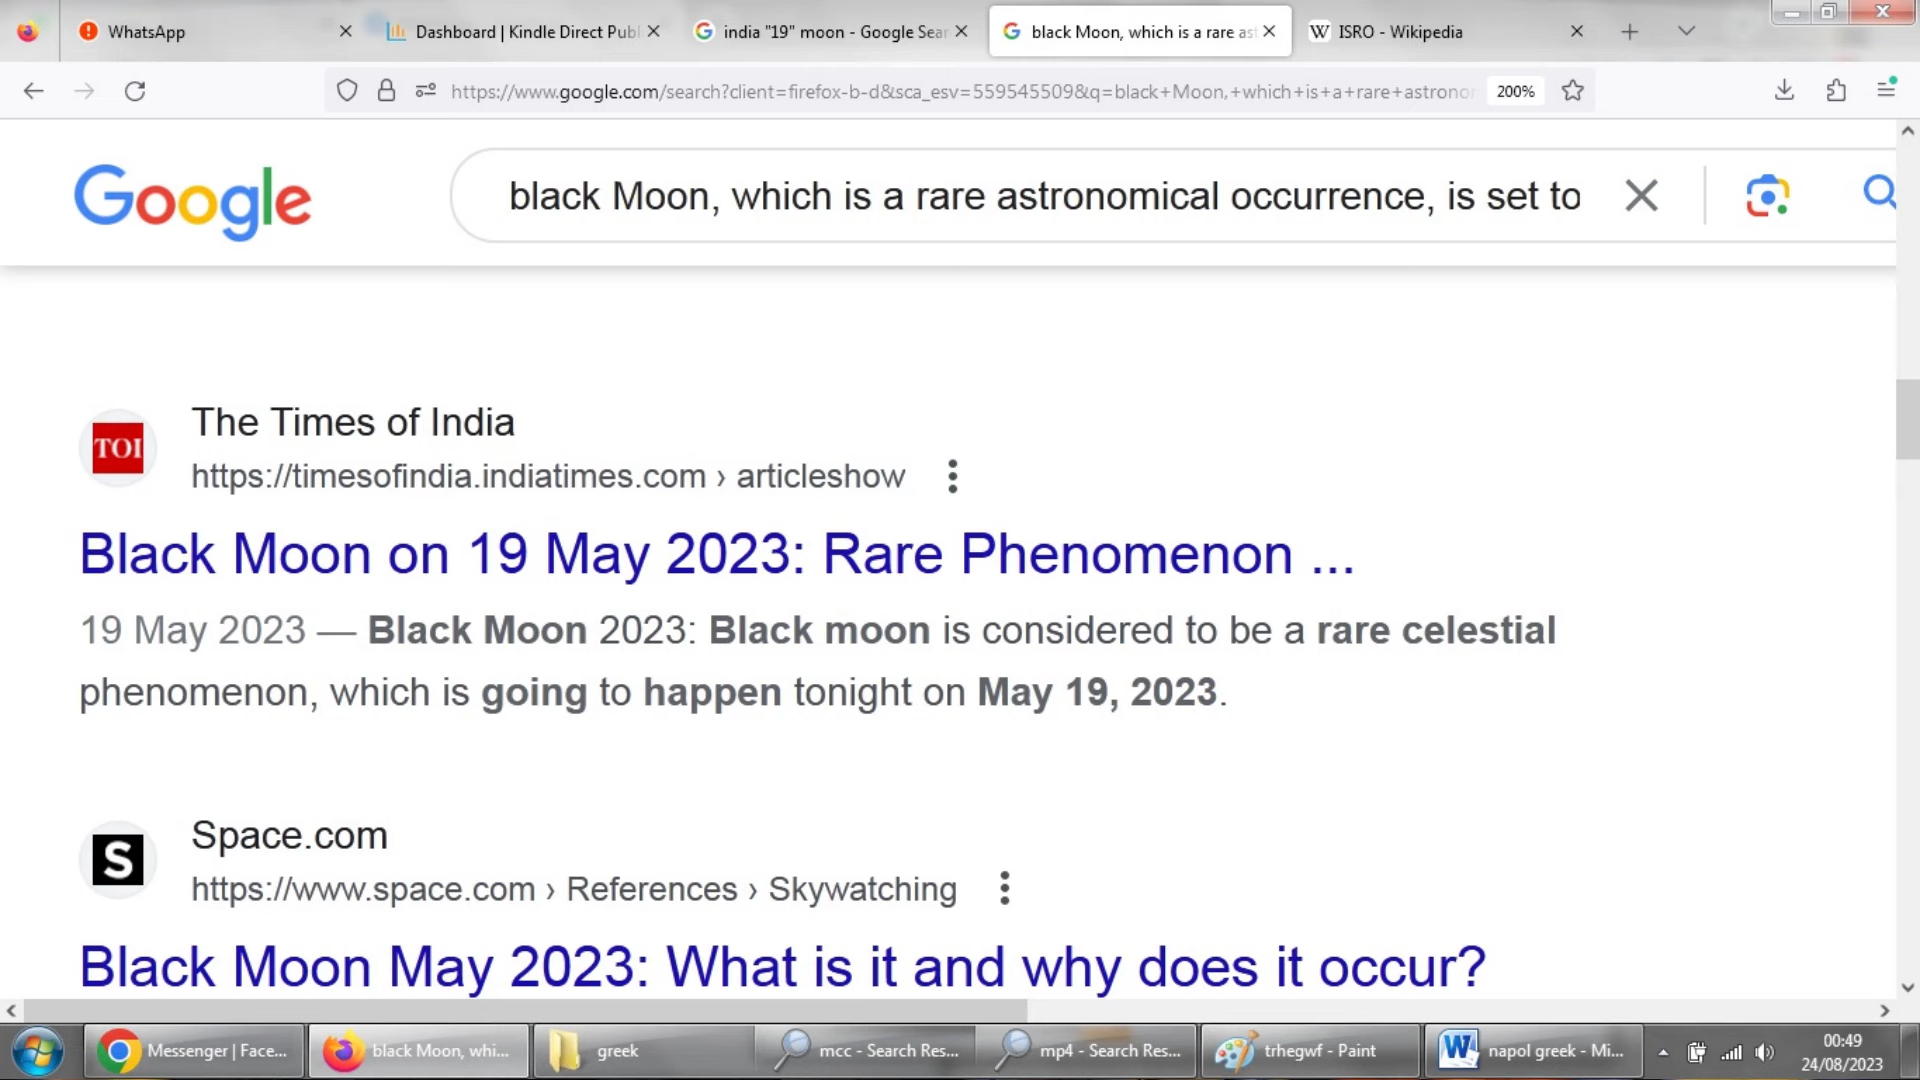 WhatsApp
Dashboard | Kindle Direct Publ
india "19" moon - Google Sear
black Moon, which is a rare ast
ISRO - Wikipedia
https://www.google.com/search?client=firefox-b-d&sca_esv=559545509&q=black+Moon,+which+is+a+rare+astrono
200%
Google
black Moon, which is a rare astronomical occurrence, is set to
TOI
The Times of India
https://timesofindia.indiatimes.com › articleshow
Black Moon on 19 May 2023: Rare Phenomenon ...
19 May 2023 — Black Moon 2023: Black moon is considered to be a rare celestial
phenomenon, which is going to happen tonight on May 19, 2023.
S
Space.com
https://www.space.com › References › Skywatching
Black Moon May 2023: What is it and why does it occur?
Messenger | Face...
black Moon, whi...
greek
mcc - Search Res...
mp4 - Search Res...
trhegwf - Paint
napol greek - Mi...
00:49
24/08/2023